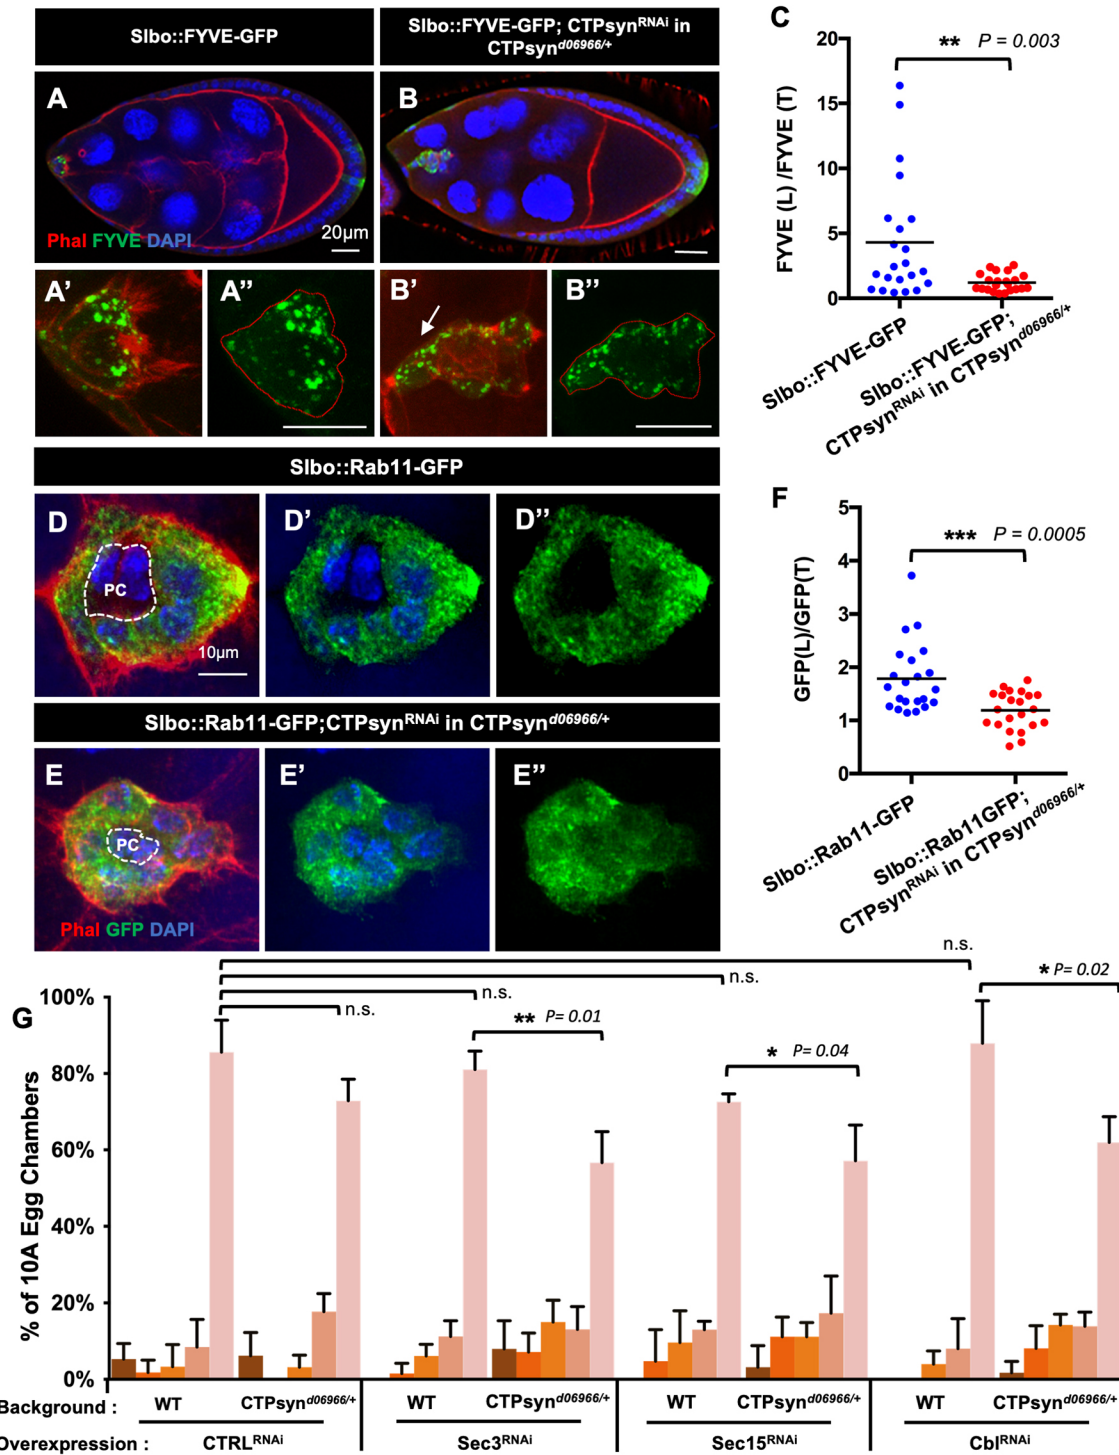 Slbo::FYVE-GFP
Slbo::FYVE-GFP; CTPsynRNAi in
CTPsynd06966/+
A
B
Phal FYVE DAPI
20μm
A’
A’’
B’
B’’
C
** P = 0.003
FYVE (L) /FYVE (T)
20
15
10
5
0
Slbo::FYVE-GFP
Slbo::FYVE-GFP;
CTPsynRNAi in CTPsynd06966/+
Slbo::Rab11-GFP
D
PC
10μm
D’
D’’
Slbo::Rab11-GFP;CTPsynRNAi in CTPsynd06966/+
E
PC
Phal GFP DAPI
E’
E’’
F
*** P = 0.0005
GFP(L)/GFP(T)
5
4
3
2
1
0
Slbo::Rab11-GFP
Slbo::Rab11GFP;
CTPsynRNAi in CTPsynd06966/+
G
n.s.
n.s.
n.s.
n.s.
** P= 0.01
* P= 0.04
* P= 0.02
% of 10A Egg Chambers
100%
80%
60%
40%
20%
0%
Background : WT CTPsynd06966/+ WT CTPsynd06966/+ WT CTPsynd06966/+ WT CTPsynd06966/+
Overexpression : CTRLRNAi Sec3RNAi Sec15RNAi CblRNAi